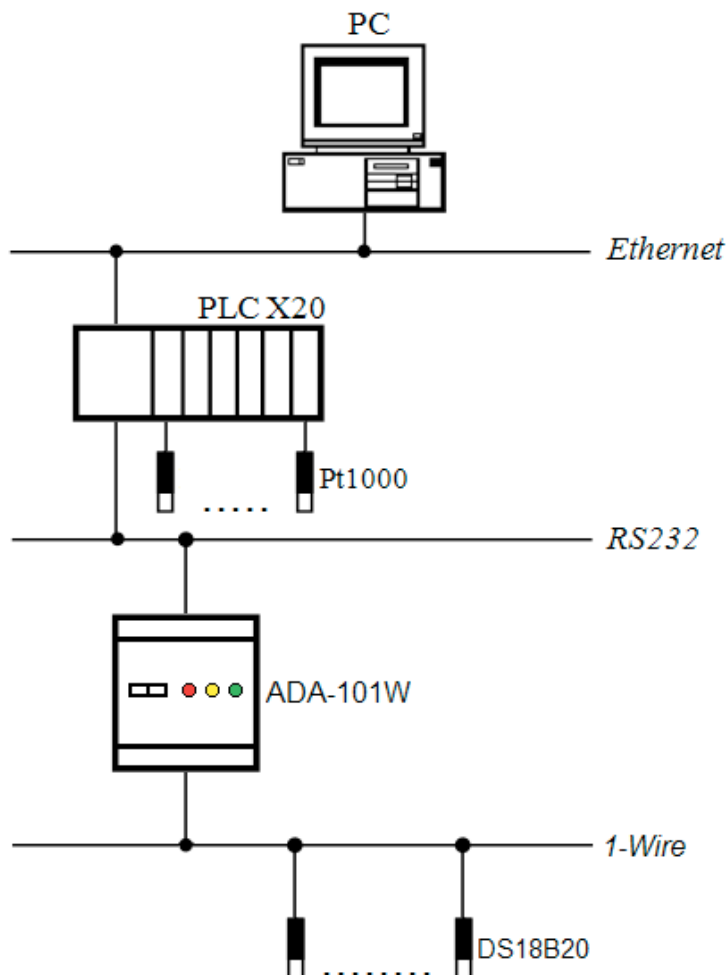 PC
Ethernet
PLC X20
Pt1000
.....
RS232
ADA-101W
1-Wire
DS18B20
.........